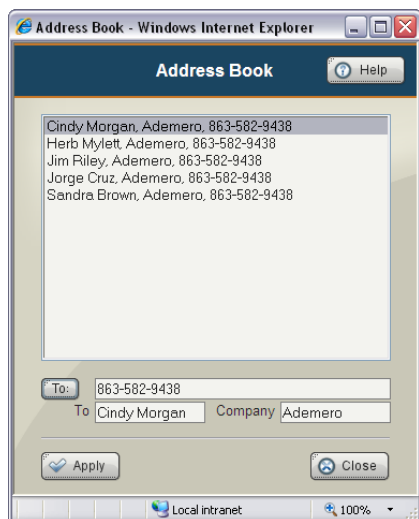 Address Book - Windows Internet Explorer
Address Book
Help
Cindy Morgan, Ademero, 863-582-9438
Herb Mylett, Ademero, 863-582-9438
Jim Riley, Ademero, 863-582-9438
Jorge Cruz, Ademero, 863-582-9438
Sandra Brown, Ademero, 863-582-9438
To: 863-582-9438
To Cindy Morgan Company Ademero
Apply Close
Local intranet 100%